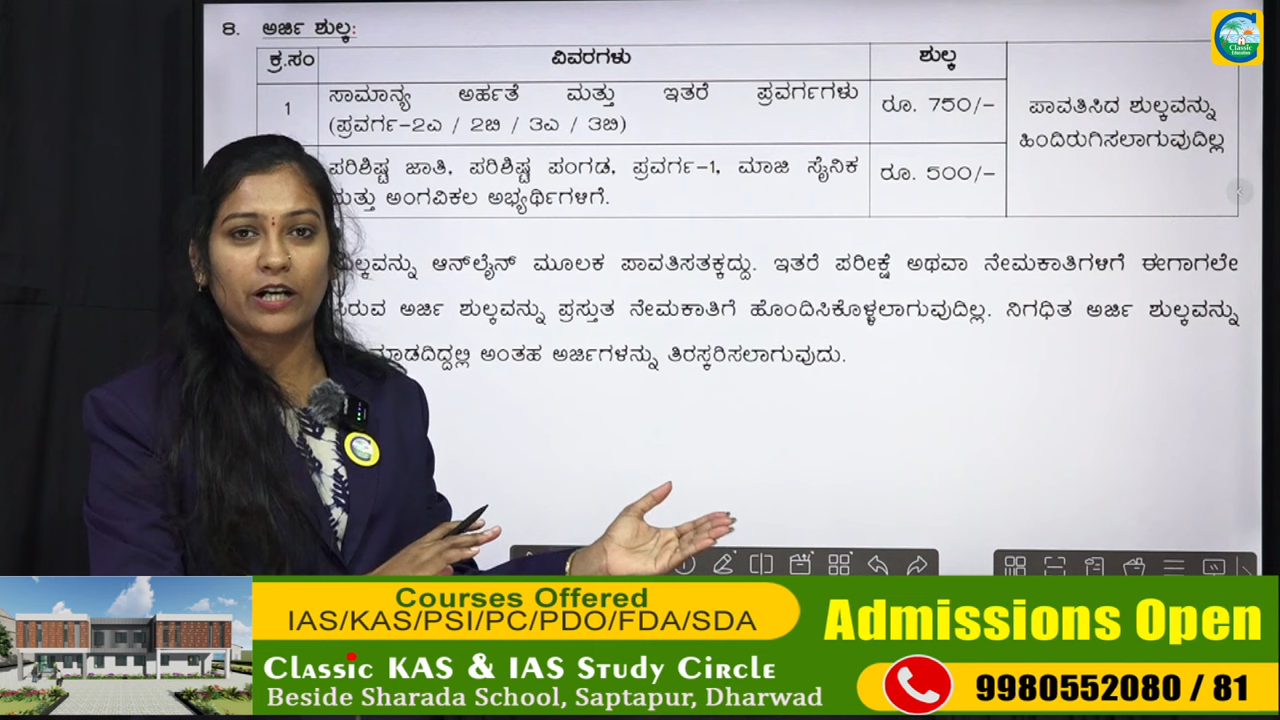 8. ಅರ್ಜಿ ಶುಲ್ಕ:
ಕ್ರ.ಸಂ ವಿವರಗಳು ಶುಲ್ಕ
1 ಸಾಮಾನ್ಯ ಅರ್ಹತೆ ಮತ್ತು ಇತರೆ ಪ್ರವರ್ಗಗಳು
(ಪ್ರವರ್ಗ-2ಎ / 2ಬಿ / 3ಎ / 3ಬಿ)
ರೂ. 750/-
ಪಾವತಿಸಿದ ಶುಲ್ಕವನ್ನು
ಹಿಂದಿರುಗಿಸಲಾಗುವುದಿಲ್ಲ
ಪರಿಶಿಷ್ಟ ಜಾತಿ, ಪರಿಶಿಷ್ಟ ಪಂಗಡ, ಪ್ರವರ್ಗ-1, ಮಾಜಿ ಸೈನಿಕ
ಮತ್ತು ಅಂಗವಿಕಲ ಅಭ್ಯರ್ಥಿಗಳಿಗೆ.
ರೂ. 500/-
ಆನ್‌ಲೈನ್ ಮೂಲಕ ಪಾವತಿಸತಕ್ಕದ್ದು. ಇತರೆ ಪರೀಕ್ಷೆ ಅಥವಾ ನೇಮಕಾತಿಗಳಿಗೆ ಈಗಾಗಲೇ
ಅರ್ಜಿ ಶುಲ್ಕವನ್ನು ಪ್ರಸ್ತುತ ನೇಮಕಾತಿಗೆ ಹೊಂದಿಸಿಕೊಳ್ಳಲಾಗುವುದಿಲ್ಲ. ನಿಗಧಿತ ಅರ್ಜಿ ಶುಲ್ಕವನ್ನು
ಅಂತಹ ಅರ್ಜಿಗಳನ್ನು ತಿರಸ್ಕರಿಸಲಾಗುವುದು.
Classic
Education
Courses Offered
IAS/KAS/PSI/PC/PDO/FDA/SDA
Classic KAS & IAS Study Circle
Beside Sharada School, Saptapur, Dharwad
Admissions Open
9980552080 / 81